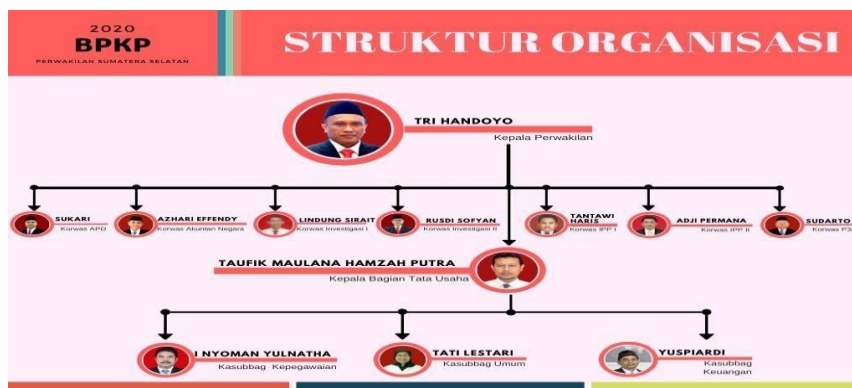 2020
BPKP
PERWAKILAN SUMATERA SELATAN
STRUKTUR ORGANISASI
TRI HANDOYO
Kepala Perwakilan
SUKARI
Korwas APD
AZHARI EFFENDY
Korwas Akuntan Negara
LINDUNG SIRAIT
Korwas Investigasi I
RUSDI SOFYAN
Korwas Investigasi II
TANTAWI
HARIS
Korwas IPP I
ADJI PERMANA
Korwas IPP II
SUDARTO
Korwas P3A
TAUFIK MAULANA HAMZAH PUTRA
Kepala Bagian Tata Usaha
I NYOMAN YULNATHA
Kasubbag Kepegawaian
TATI LESTARI
Kasubbag Umum
YUSPIARDI
Kasubbag
Keuangan